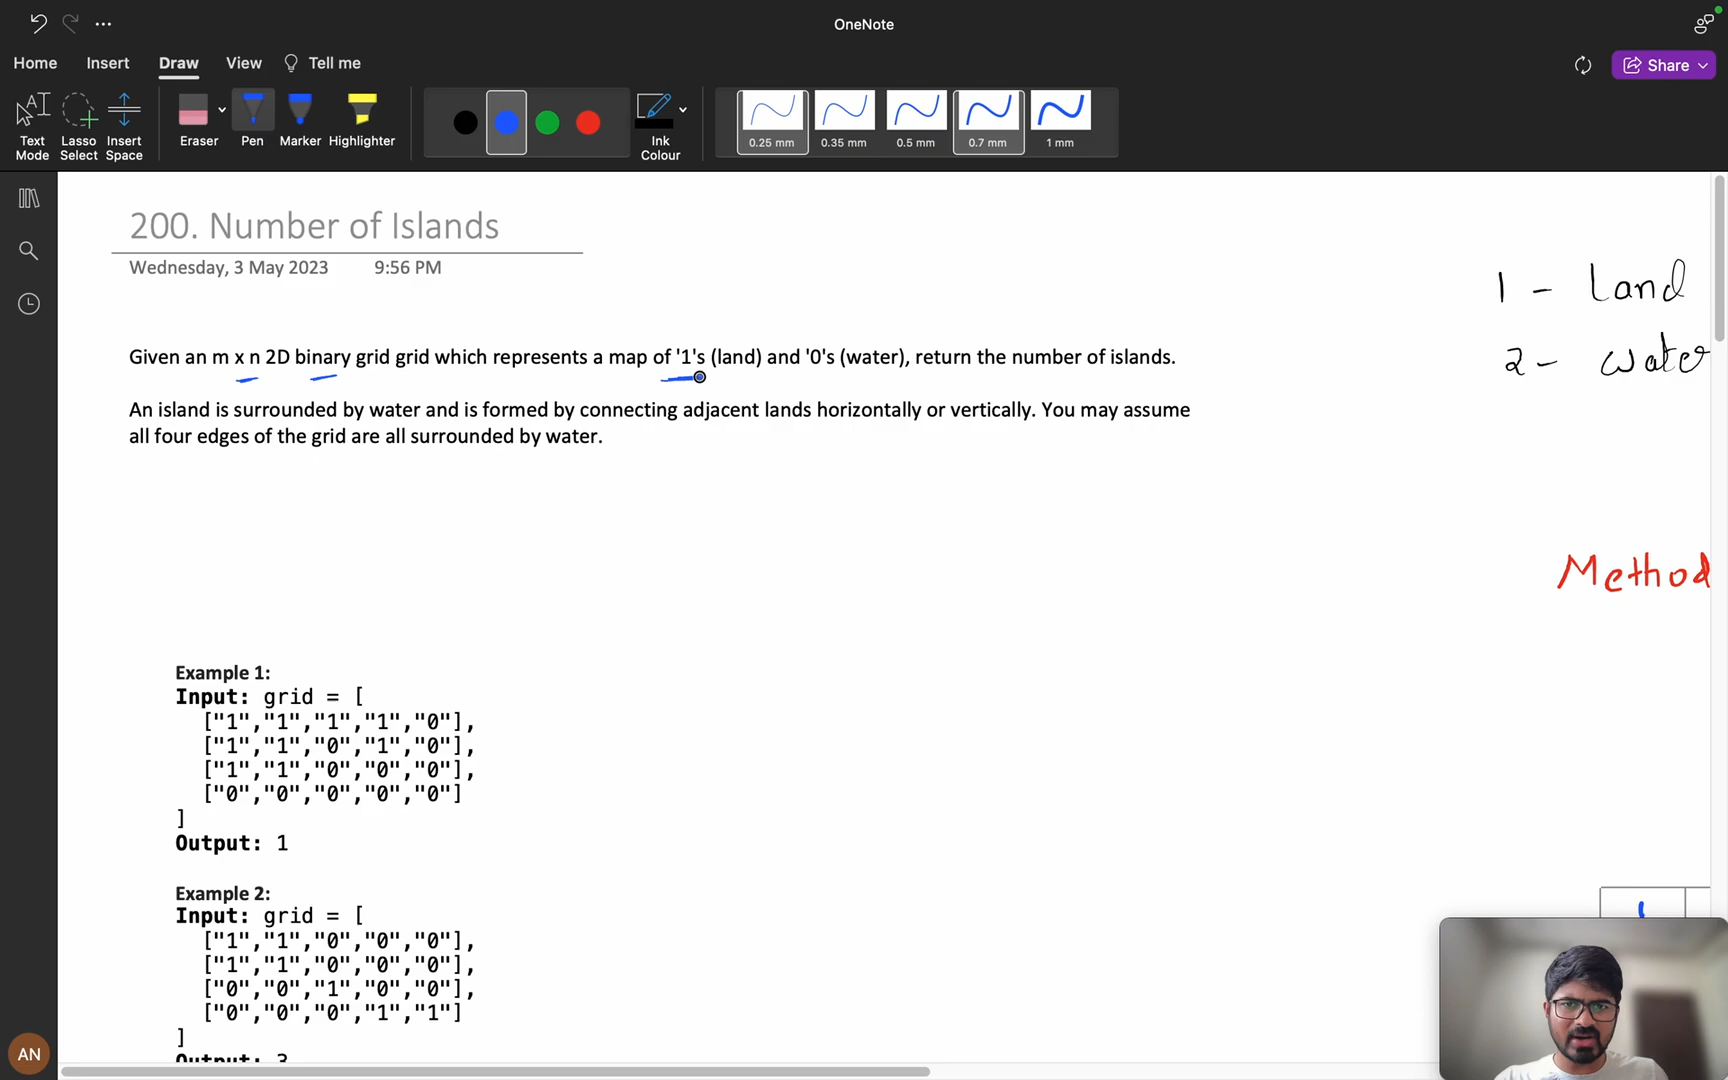 OneNote
Home Insert Draw View Tell me
Share
A I
Text Mode
Lasso Select
Insert Space
Eraser
Pen
Marker
Highlighter
Ink Colour
0.25 mm
0.35 mm
0.5 mm
0.7 mm
1 mm
200. Number of Islands
Wednesday, 3 May 2023 9:56 PM
1 - Land
2 - water
Given an m x n 2D binary grid grid which represents a map of '1's (land) and '0's (water), return the number of islands.
An island is surrounded by water and is formed by connecting adjacent lands horizontally or vertically. You may assume
all four edges of the grid are all surrounded by water.
Method
Example 1:
Input: grid = [
["1","1","1","1","0"],
["1","1","0","1","0"],
["1","1","0","0","0"],
["0","0","0","0","0"]
]
Output: 1
Example 2:
Input: grid = [
["1","1","0","0","0"],
["1","1","0","0","0"],
["0","0","1","0","0"],
["0","0","0","1","1"]
]
Output: 3
1
AN